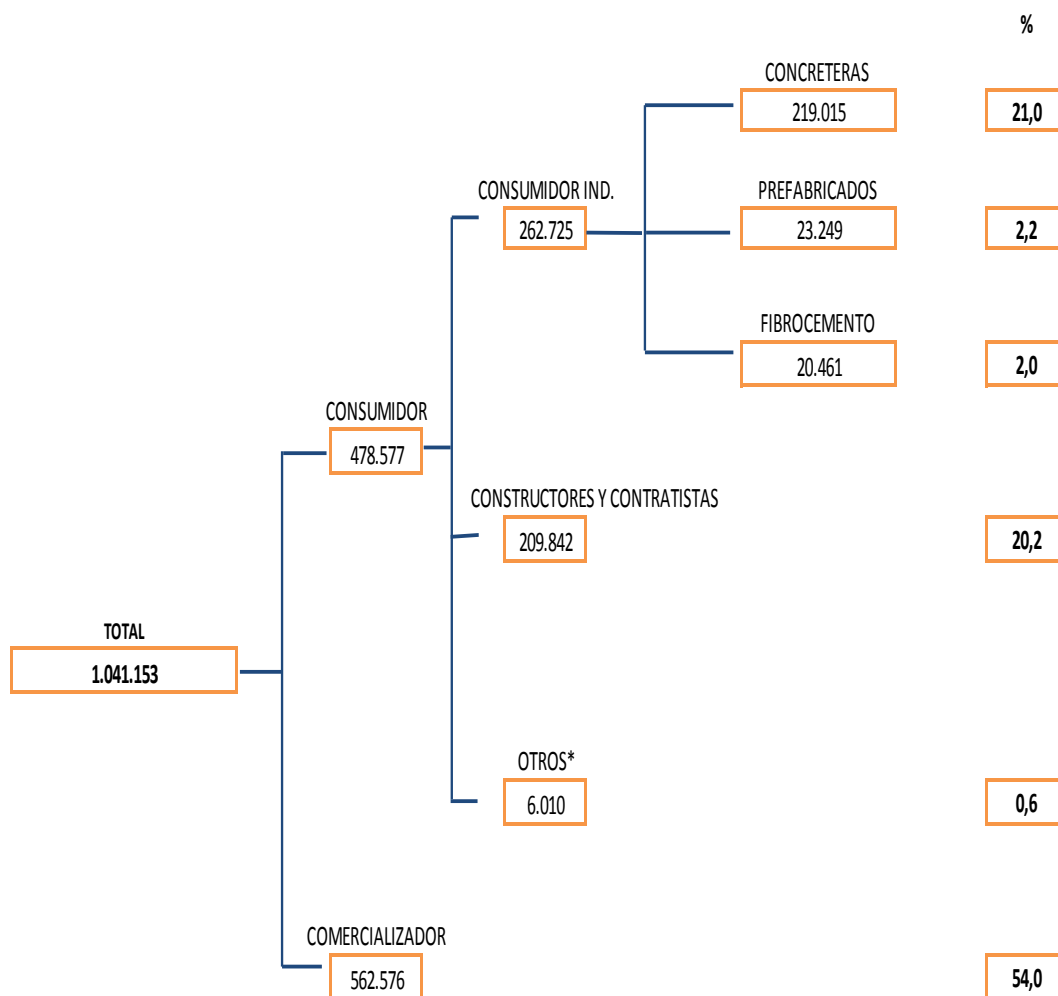 %
CONCRETERAS
219.015
21,0
CONSUMIDOR IND.
PREFABRICADOS
262.725
23.249
2,2
FIBROCEMENTO
20.461
2,0
CONSUMIDOR
478.577
CONSTRUCTORES Y CONTRATISTAS
209.842
20,2
TOTAL
1.041.153
OTROS*
6.010
0,6
COMERCIALIZADOR
562.576
54,0